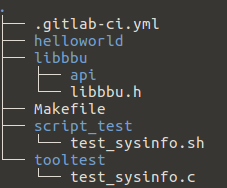 .
├── .gitlab-ci.yml
├── helloworld
├── libbbu
│   ├── api
│   └── libbbu.h
├── Makefile
├── script_test
│   └── test_sysinfo.sh
└── tooltest
    └── test_sysinfo.c